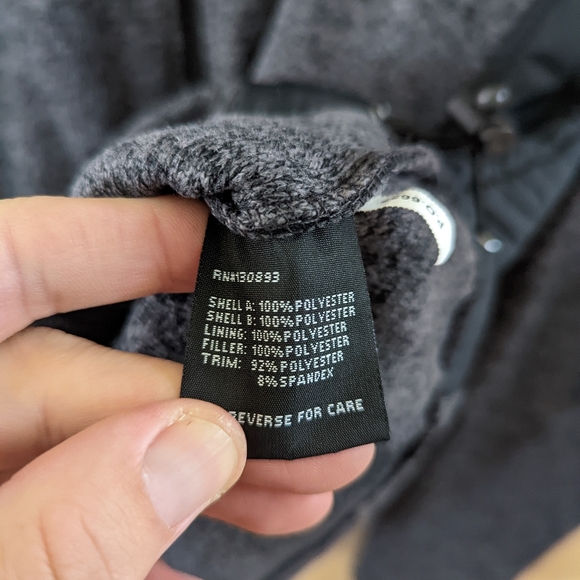 RN#130893
SHELL A: 100% POLYESTER
SHELL B: 100% POLYESTER
LINING: 100% POLYESTER
FILLER: 100% POLYESTER
TRIM: 92% POLYESTER
8% SPANDEX
EVERSE FOR CARE